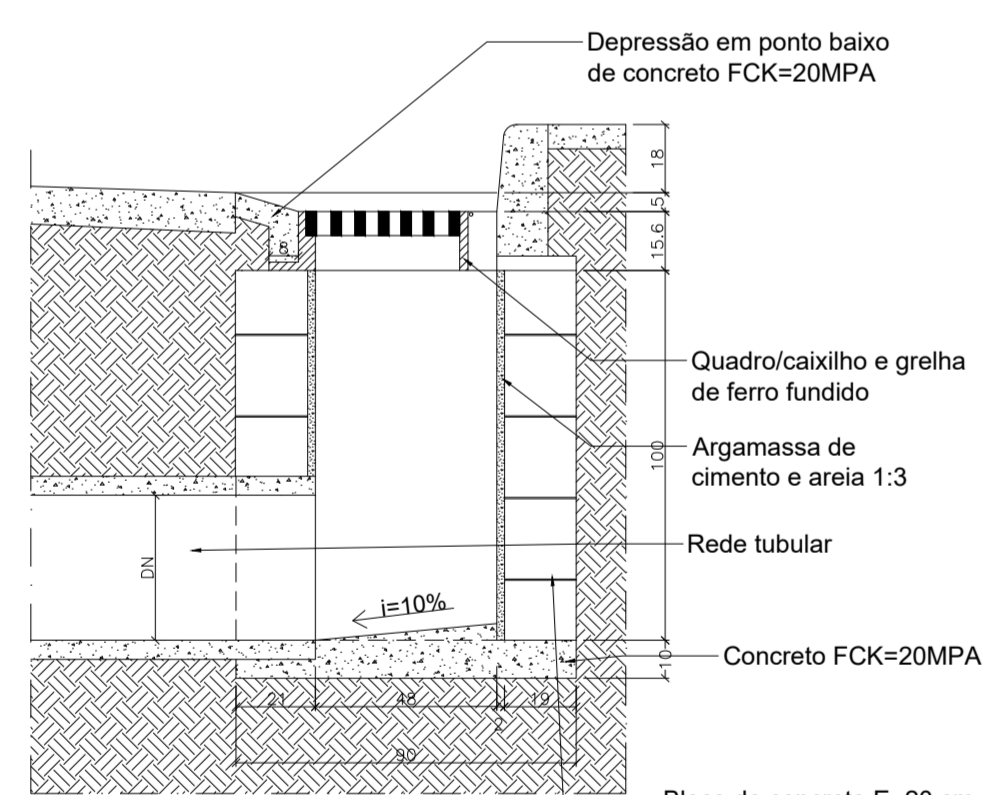 Depressão em ponto baixo
de concreto FCK=20MPA
18
5
15.6
8
Quadro/caixilho e grelha
de ferro fundido
100
Argamassa de
cimento e areia 1:3
Rede tubular
DN
i=10%
Concreto FCK=20MPA
10
21
48
2
19
90